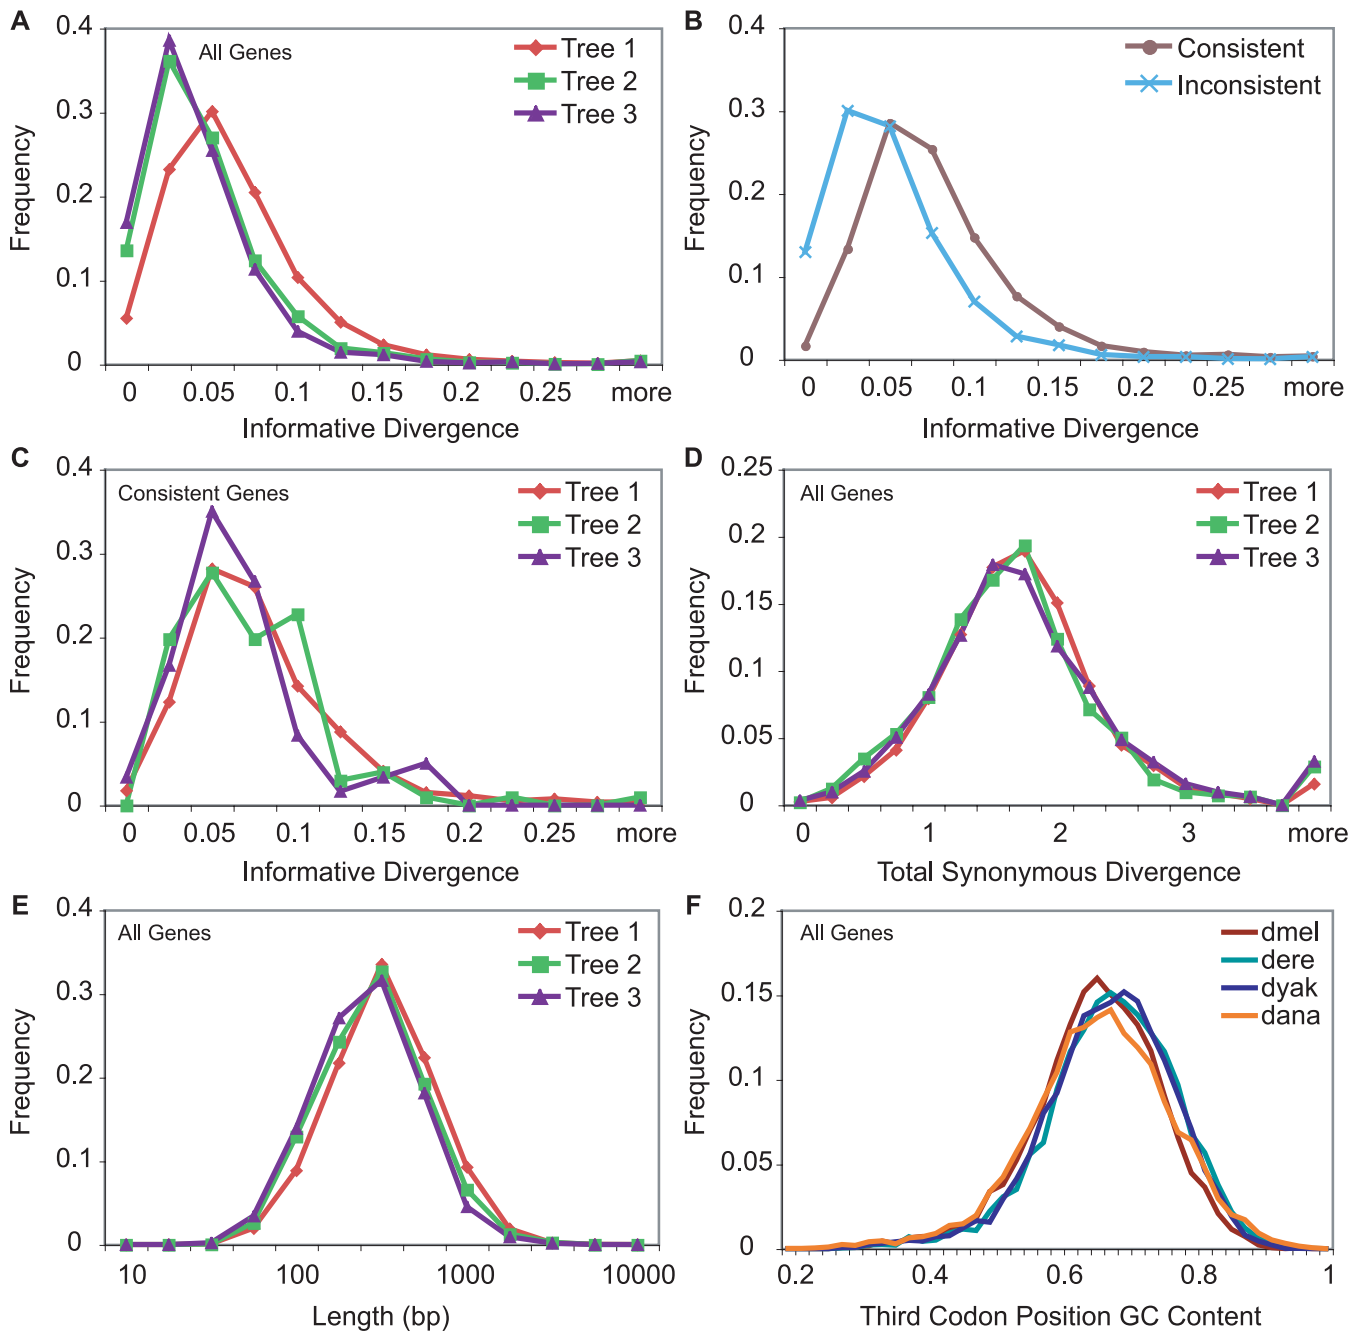 A
All Genes
Tree 1
Tree 2
Tree 3
0.4
0.3
0.2
0.1
0
Frequency
0 0.05 0.1 0.15 0.2 0.25 more
Informative Divergence
B
Consistent
Inconsistent
0.4
0.3
0.2
0.1
0
Frequency
0 0.05 0.1 0.15 0.2 0.25 more
Informative Divergence
C
Consistent Genes
Tree 1
Tree 2
Tree 3
0.4
0.3
0.2
0.1
0
Frequency
0 0.05 0.1 0.15 0.2 0.25 more
Informative Divergence
D
All Genes
Tree 1
Tree 2
Tree 3
0.25
0.2
0.15
0.1
0.05
0
Frequency
0 1 2 3 more
Total Synonymous Divergence
E
All Genes
Tree 1
Tree 2
Tree 3
0.4
0.3
0.2
0.1
0
Frequency
10 100 1000 10000
Length (bp)
F
All Genes
dmel
dere
dyak
dana
0.2
0.15
0.1
0.05
0
Frequency
0.2 0.4 0.6 0.8 1
Third Codon Position GC Content